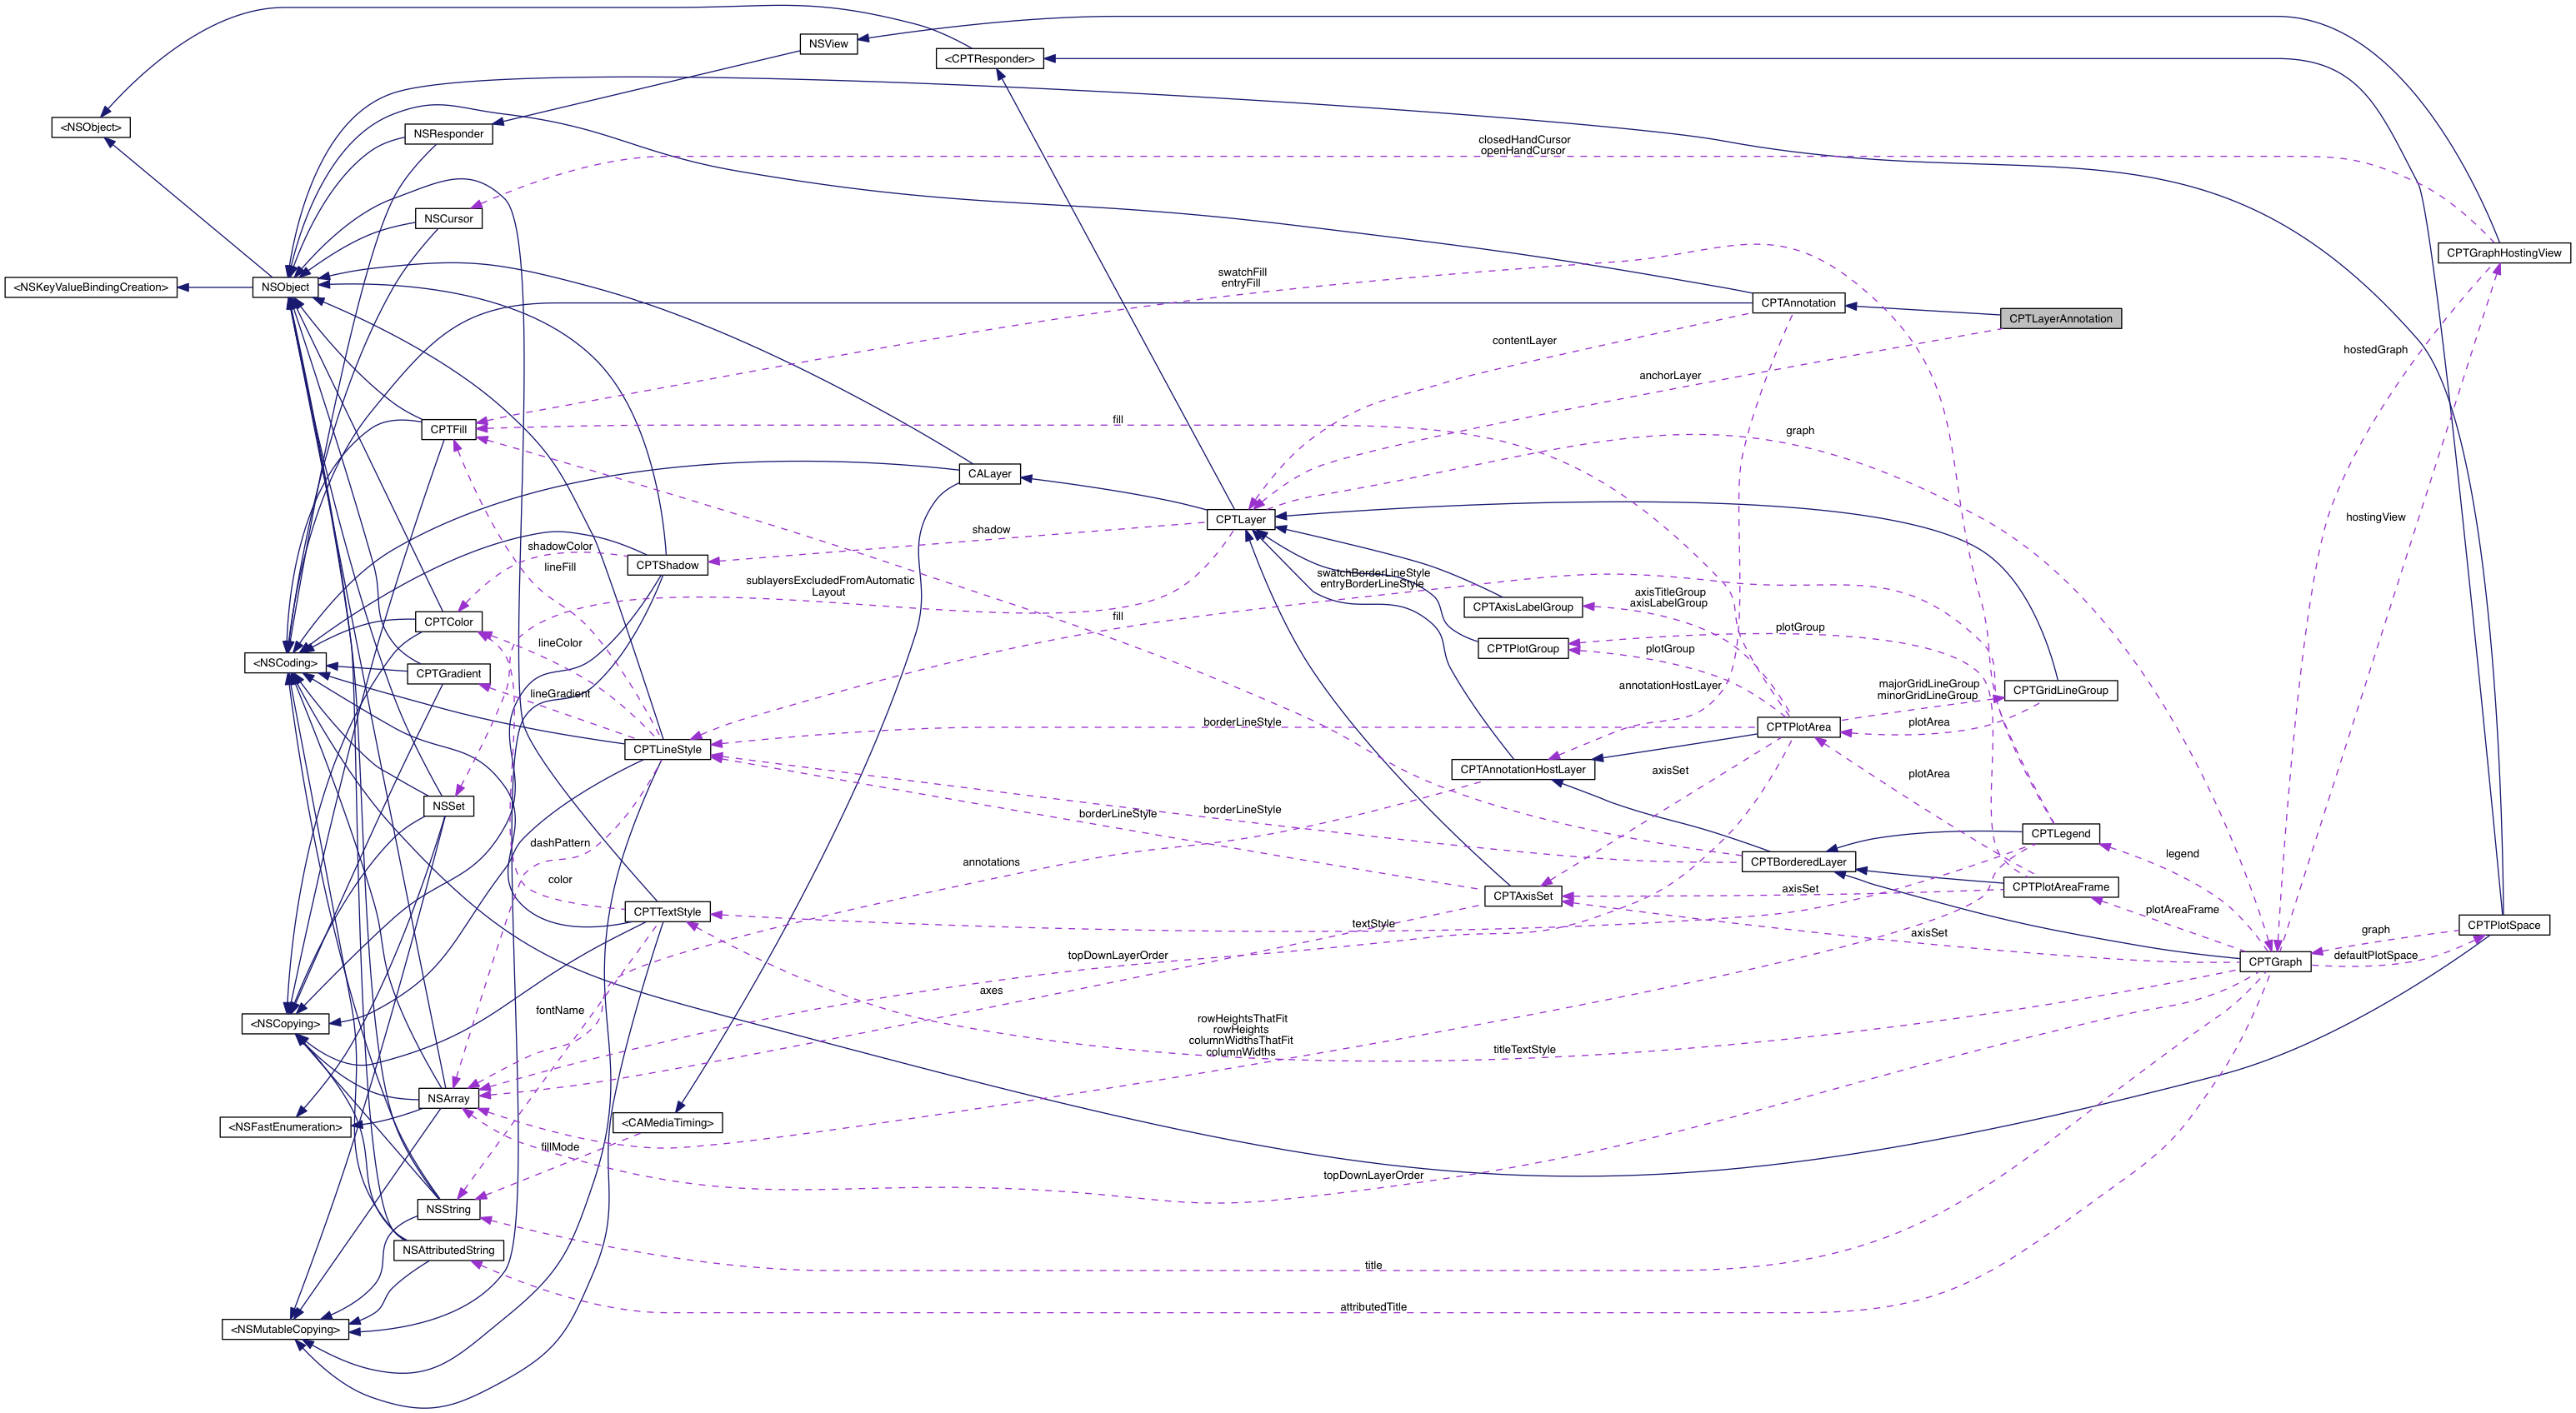 NSView
<CPTResponder>
<NSObject>
NSResponder
closedHandCursor
openHandCursor
NSCursor
CPTGraphHostingView
<NSKeyValueBindingCreation>
NSObject
swatchFill
entryFill
CPTAnnotation
CPTLayerAnnotation
contentLayer
hostedGraph
anchorLayer
CPTFill
fill
graph
CALayer
CPTLayer
hostingView
shadow
shadowColor
lineFill
CPTShadow
sublayersExcludedFromAutomatic
Layout
swatchBorderLineStyle
entryBorderLineStyle
CPTAxisLabelGroup
axisTitleGroup
axisLabelGroup
CPTColor
fill
plotGroup
lineColor
CPTPlotGroup
plotGroup
<NSCoding>
CPTGradient
lineGradient
annotationHostLayer
majorGridLineGroup
minorGridLineGroup
CPTGridLineGroup
borderLineStyle
CPTPlotArea
plotArea
CPTLineStyle
CPTAnnotationHostLayer
axisSet
plotArea
NSSet
borderLineStyle
borderLineStyle
CPTLegend
dashPattern
annotations
CPTBorderedLayer
legend
color
CPTAxisSet
axisSet
CPTPlotAreaFrame
CPTTextStyle
plotAreaFrame
textStyle
axisSet
graph
CPTPlotSpace
topDownLayerOrder
defaultPlotSpace
CPTGraph
axes
fontName
<NSCopying>
rowHeightsThatFit
rowHeights
columnWidthsThatFit
columnWidths
titleTextStyle
NSArray
<NSFastEnumeration>
<CAMediaTiming>
fillMode
topDownLayerOrder
NSString
NSAttributedString
title
attributedTitle
<NSMutableCopying>